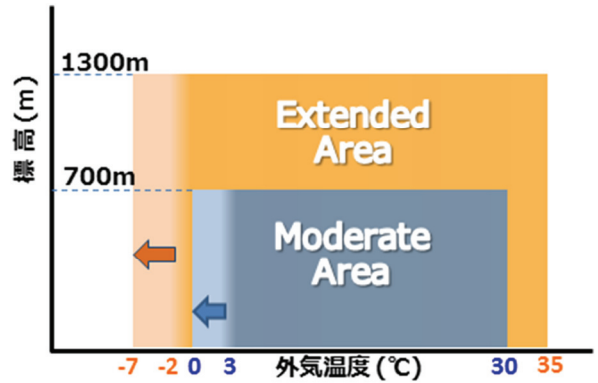 1300m
標高(m)
Extended
Area
700m
Moderate
Area
-7 -2 0 3 外気温度(℃) 30 35